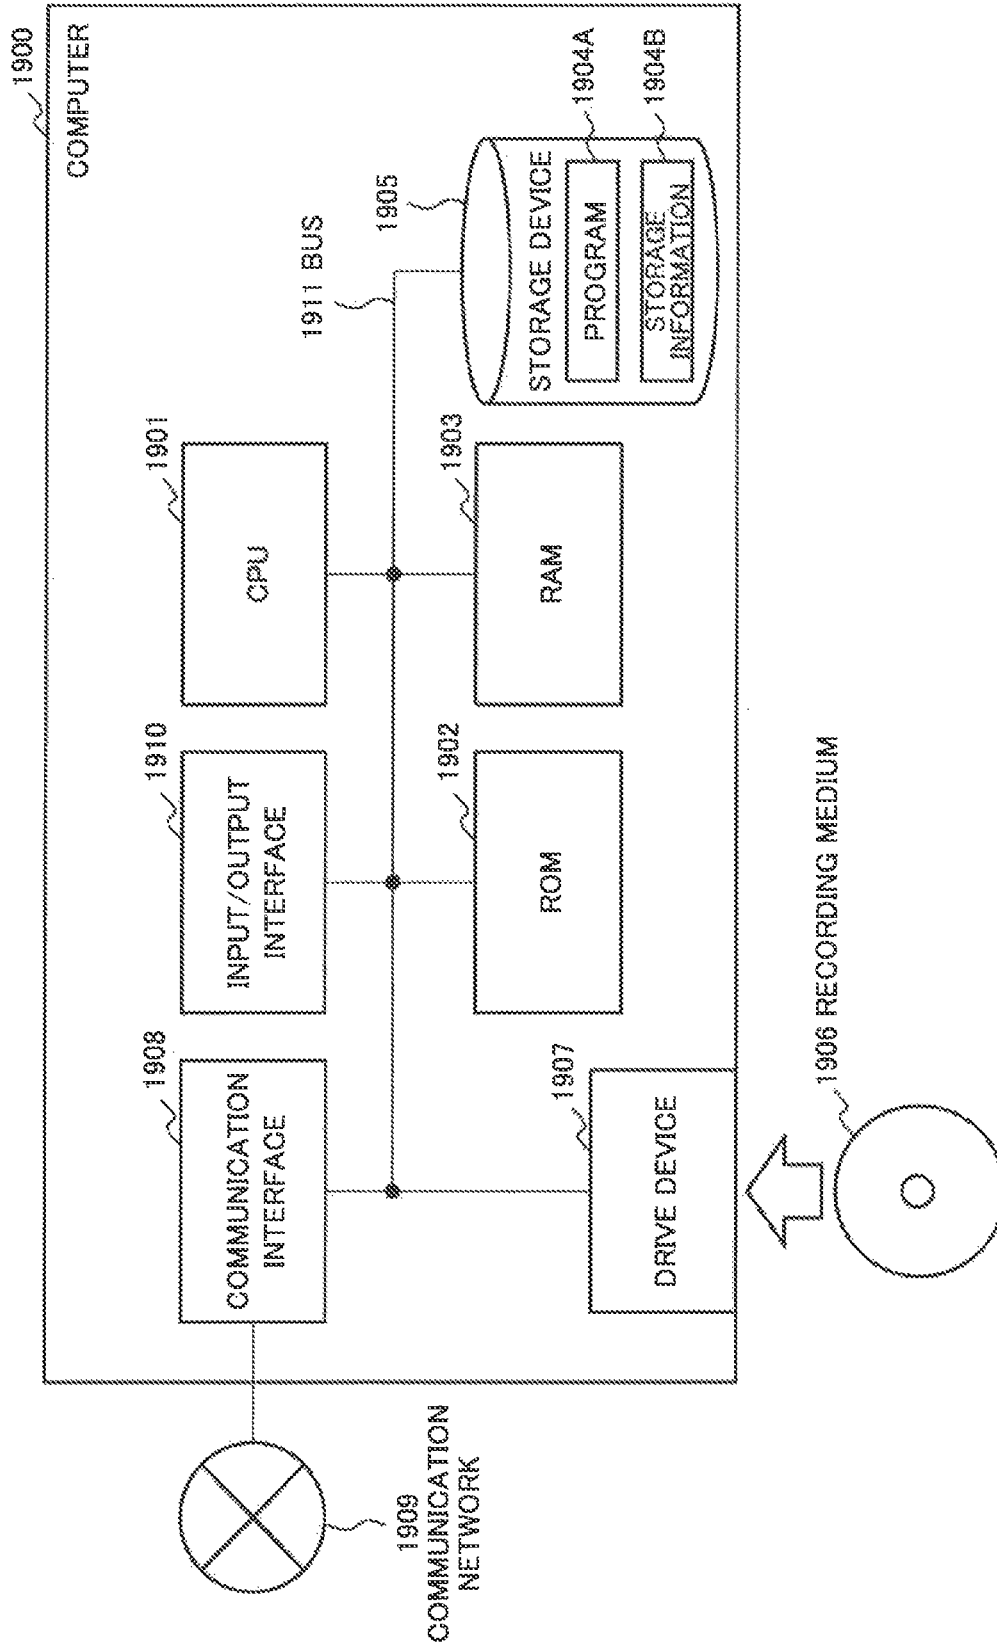 1900
COMPUTER
1908
COMMUNICATION
INTERFACE
1910
INPUT/OUTPUT
INTERFACE
1901
CPU
1911 BUS
1905
STORAGE DEVICE
PROGRAM
1904A
STORAGE
INFORMATION
1904B
1907
DRIVE DEVICE
1902
ROM
1903
RAM
1909
COMMUNICATION
NETWORK
1906 RECORDING MEDIUM